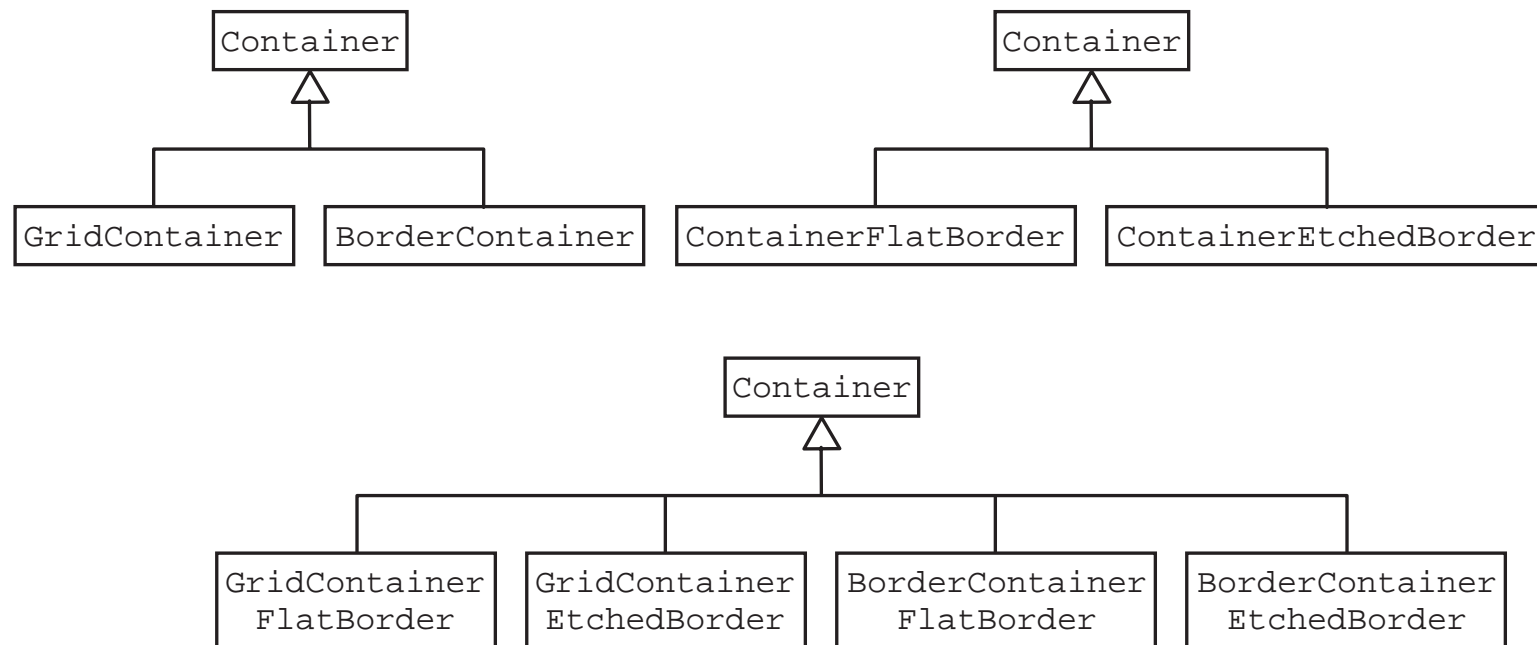 Container
Container
GridContainer
BorderContainer
ContainerFlatBorder
ContainerEtchedBorder
Container
GridContainer
FlatBorder
GridContainer
EtchedBorder
BorderContainer
FlatBorder
BorderContainer
EtchedBorder